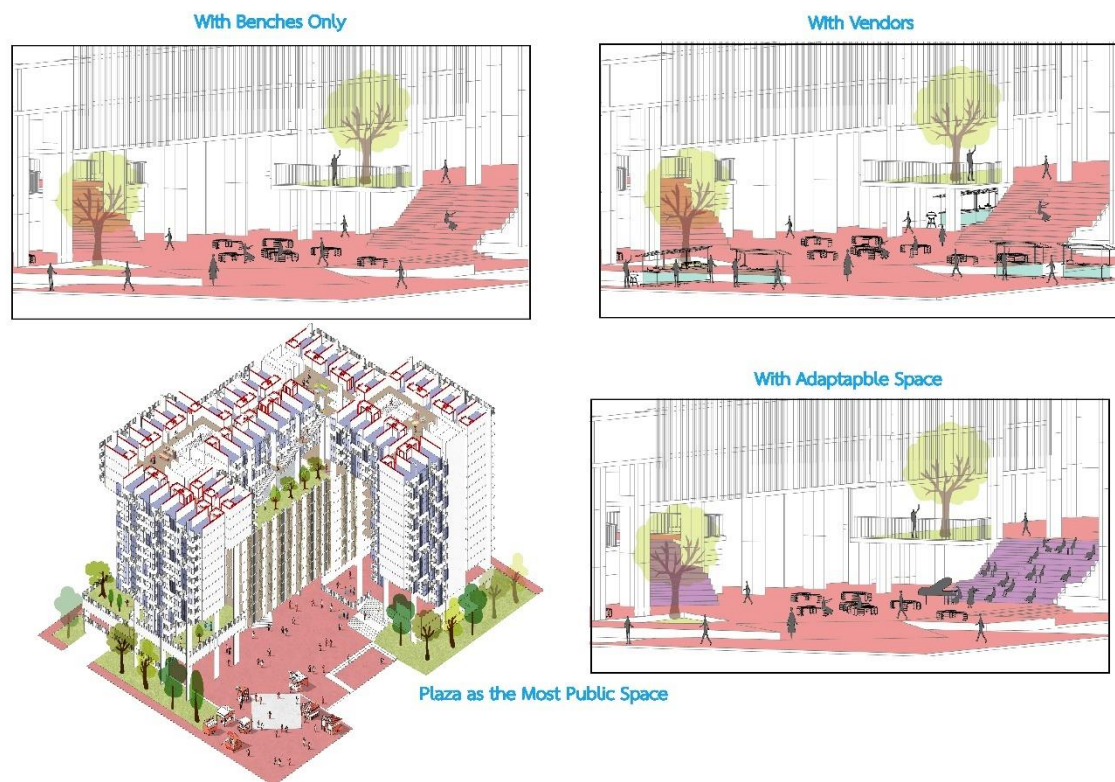 With Benches Only
With Vendors
With Adaptapble Space
Plaza as the Most Public Space